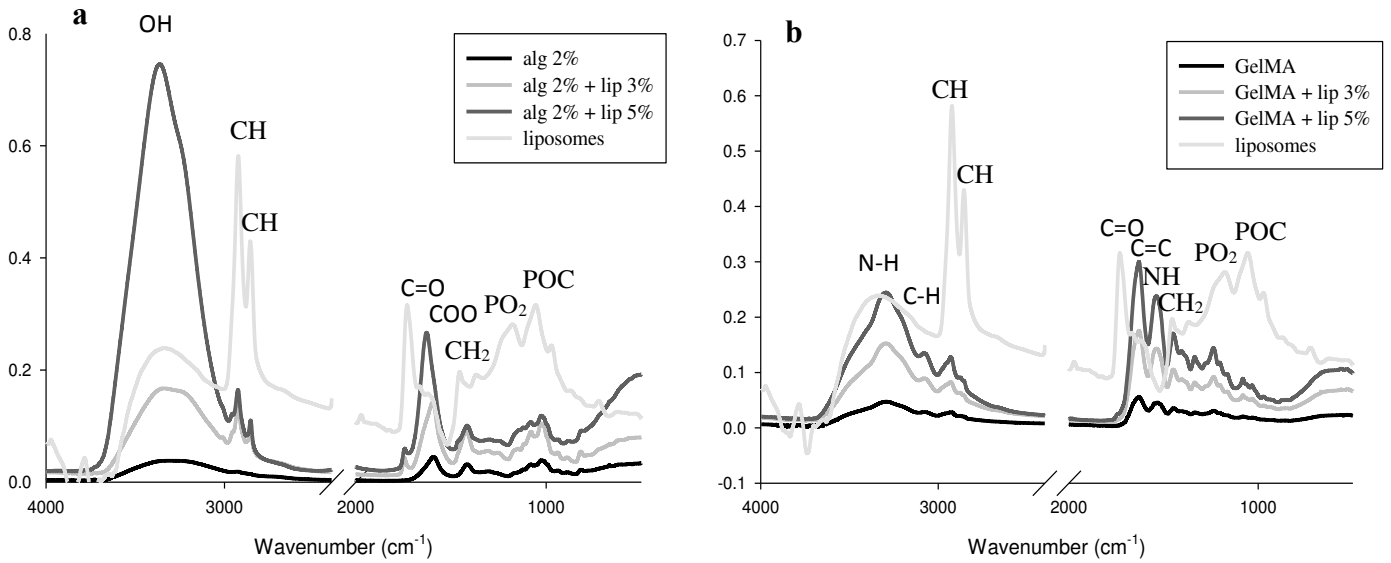 a
OH
0.8
alg 2%
alg 2% + lip 3%
alg 2% + lip 5%
liposomes
0.6
CH
CH
0.4
C=O
COO
PO2
POC
CH2
0.2
0.0
4000 3000 2000 1000
Wavenumber (cm-1)
b
0.7
GelMA
GelMA + lip 3%
GelMA + lip 5%
liposomes
0.6
CH
0.5
CH
0.4
C=O
C=C
PO2
POC
0.3
N-H
C-H
NH
CH2
0.2
0.1
0.0
-0.1
4000 3000 2000 1000
Wavenumber (cm-1)